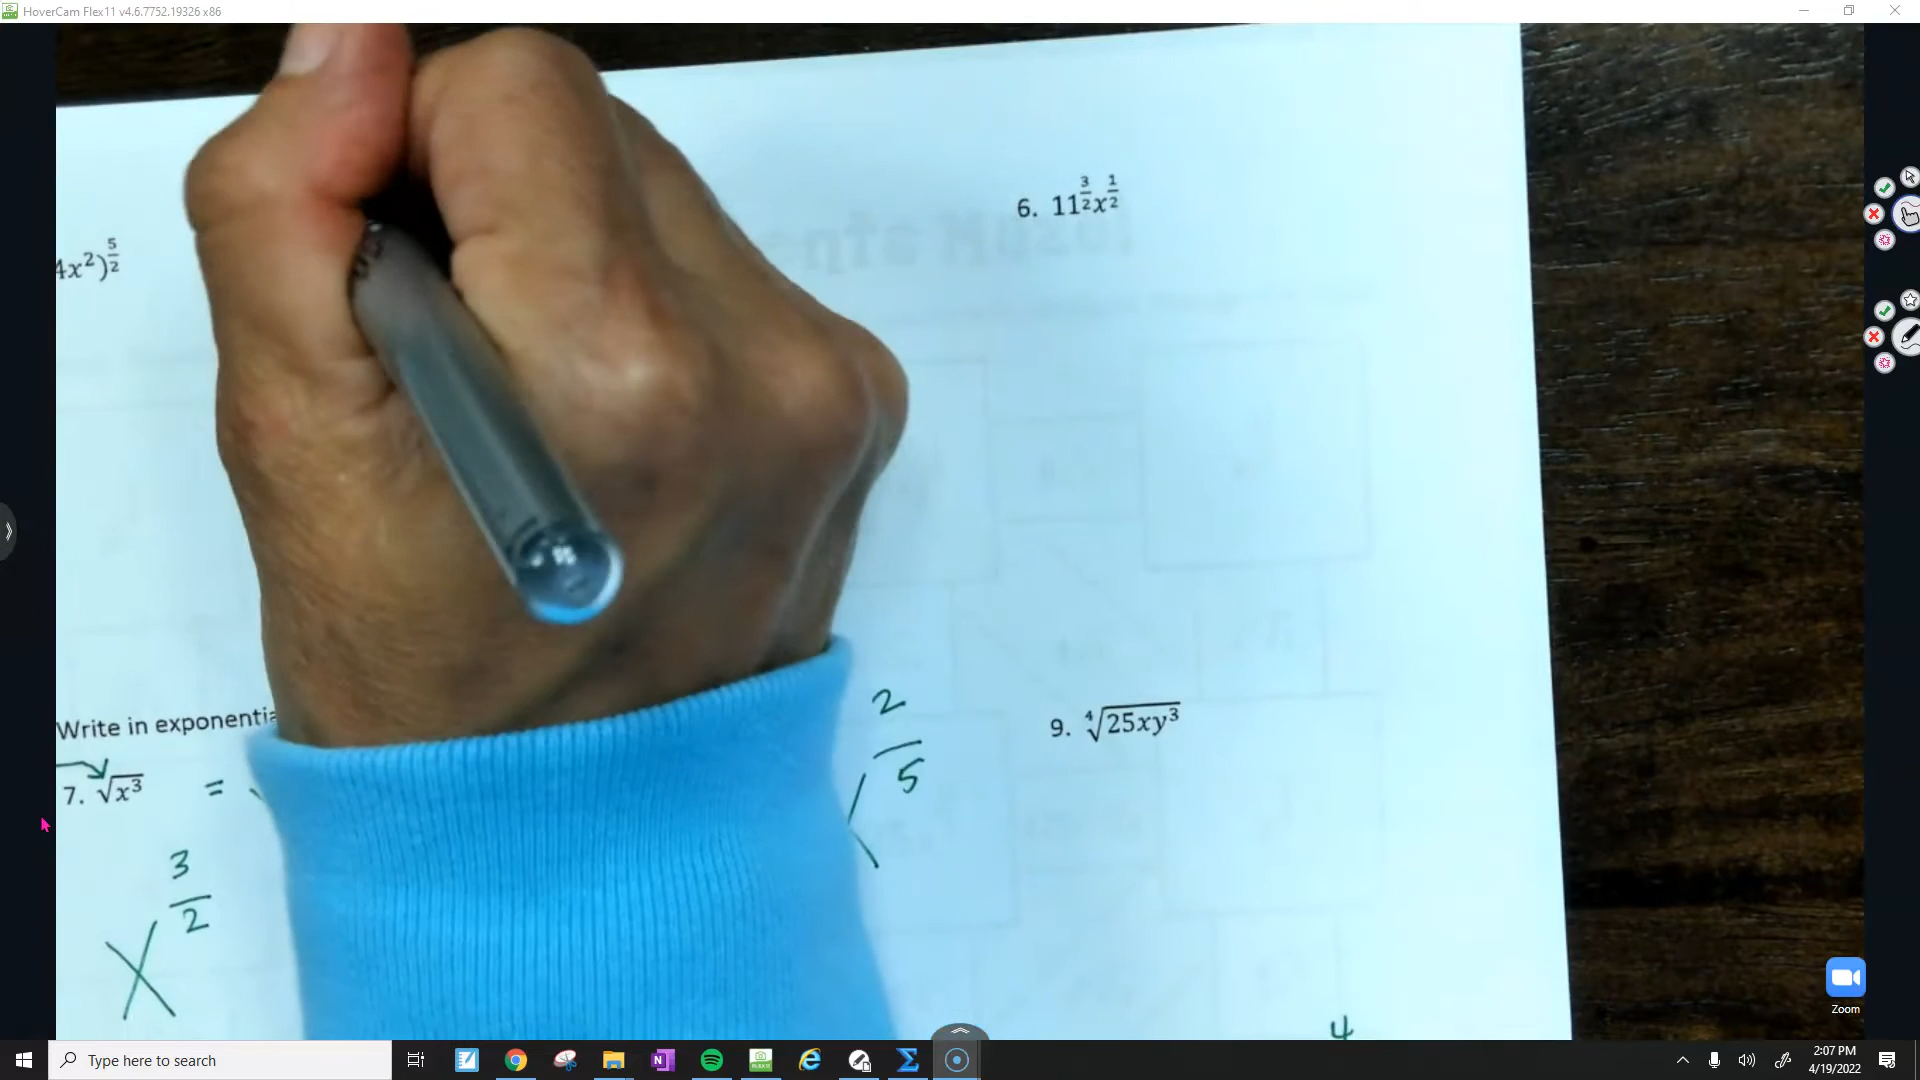 HoverCam Flex11 v4.6.7752.19326 x86
4x²)^{5/2}
6. 11^{3/2}x^{1/2}
Write in exponentia
7. √x³ =
x^{3/2}
x^{2/5}
9. ∜25xy³
4
Zoom
Type here to search
2:07 PM
4/19/2022